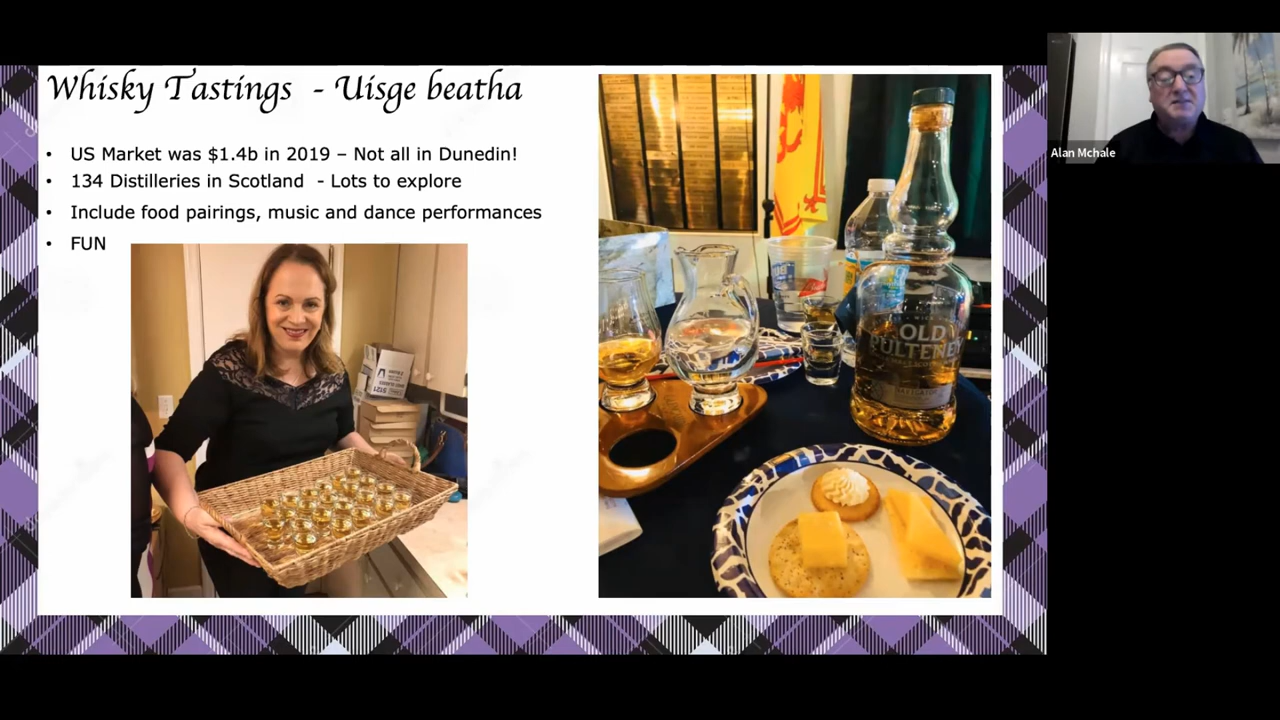 Whisky Tastings - Uisge beatha
• US Market was $1.4b in 2019 – Not all in Dunedin!
• 134 Distilleries in Scotland - Lots to explore
• Include food pairings, music and dance performances
• FUN
OLD
PULTENEY
Alan Mchale